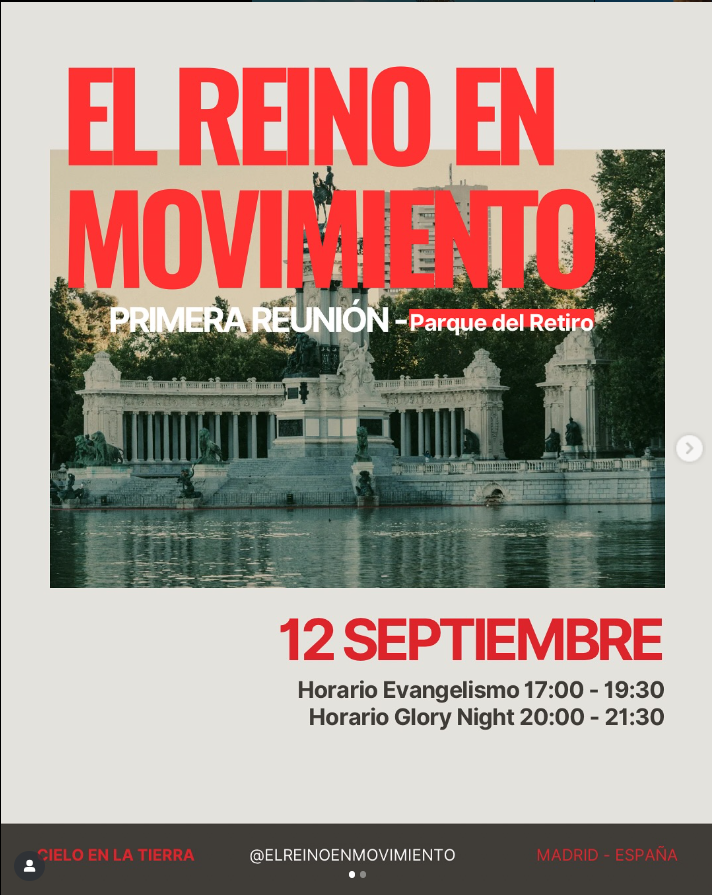 EL REINO EN
MOVIMIENTO
PRIMERA REUNIÓN - Parque del Retiro
12 SEPTIEMBRE
Horario Evangelismo 17:00 - 19:30
Horario Glory Night 20:00 - 21:30
CIELO EN LA TIERRA
@ELREINOENMOVIMIENTO
MADRID - ESPAÑA